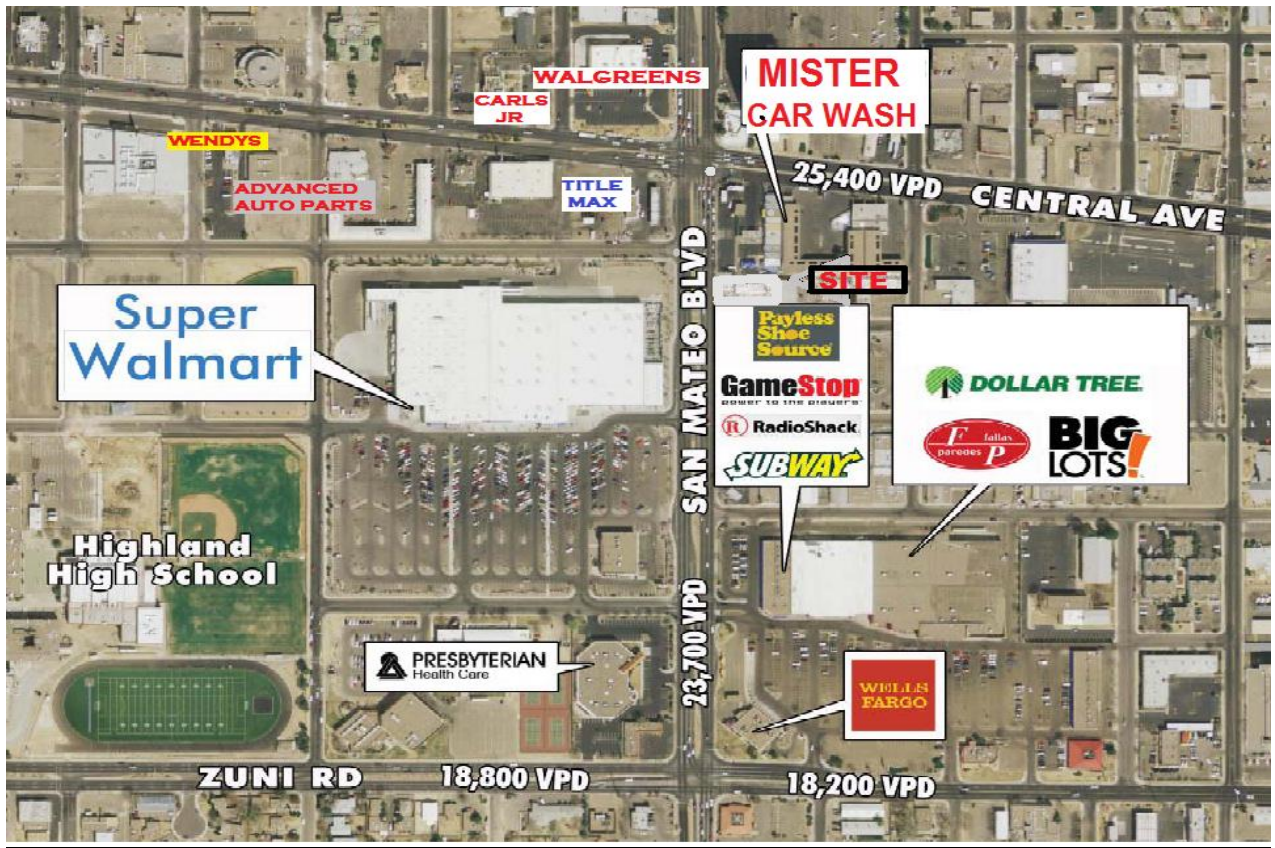 WALGREENS
MISTER
CAR WASH
CARLS
JR
WENDYS
25,400 VPD
CENTRAL AVE
ADVANCED
AUTO PARTS
TITLE
MAX
SAN MATEO BLVD
SITE
Super
Walmart
Payless
Shoe
Source
GameStop
power to the players
R RadioShack
SUBWAY
DOLLAR TREE
F fallas
paredes P
BIG
LOTS!
Highland
High School
23,700 VPD
PRESBYTERIAN
Health Care
WELLS
FARGO
ZUNI RD
18,800 VPD
18,200 VPD